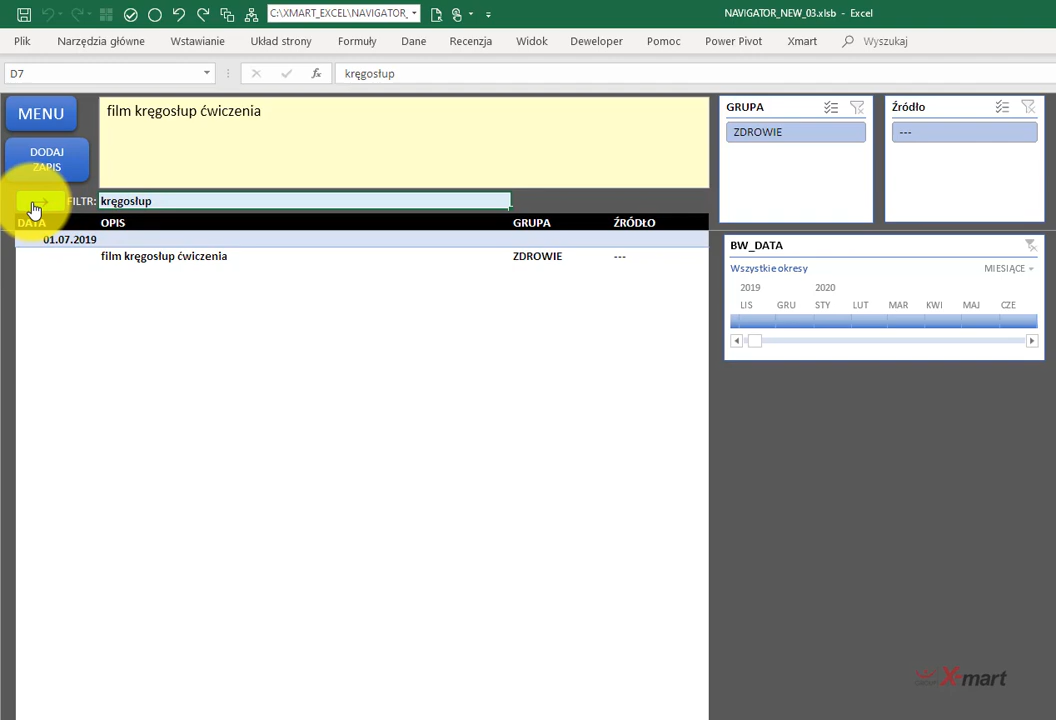 C:\XMART_EXCEL\NAVIGATOR_
NAVIGATOR_NEW_03.xlsb - Excel
Plik Narzędzia główne Wstawianie Układ strony Formuły Dane Recenzja Widok Deweloper Pomoc Power Pivot Xmart Wyszukaj
D7 fx kręgosłup
MENU
film kręgosłup ćwiczenia
GRUPA
Źródło
ZDROWIE
---
DODAJ
ZAPIS
FILTR: kręgosłup
DATA OPIS GRUPA ŹRÓDŁO
01.07.2019
film kręgosłup ćwiczenia ZDROWIE ---
BW_DATA
Wszystkie okresy MIESIĄCE
2019 2020
LIS GRU STY LUT MAR KWI MAJ CZE
X-mart